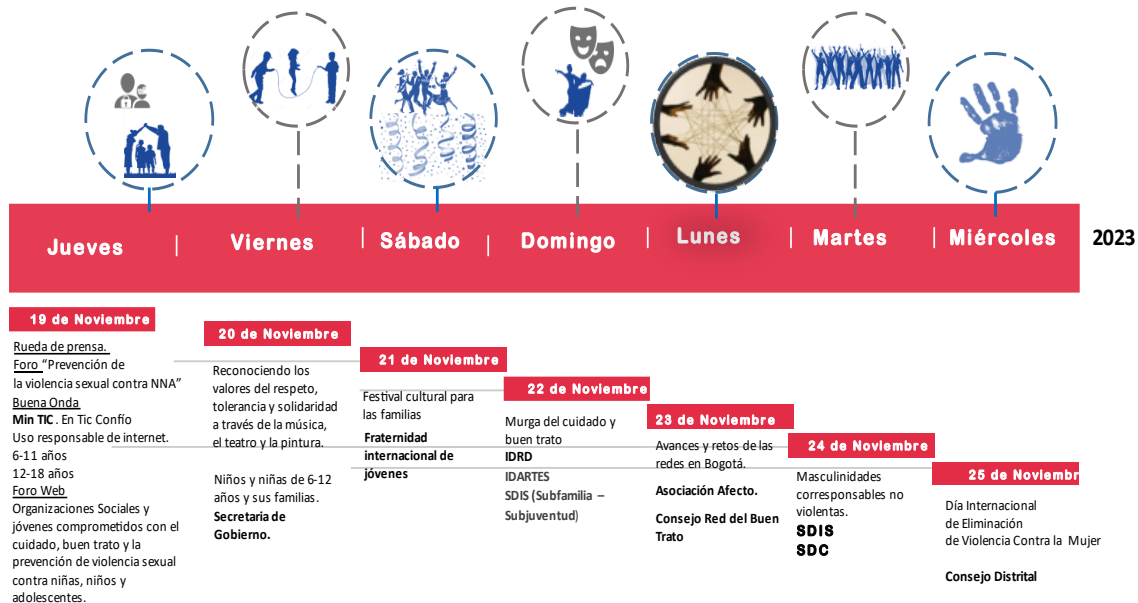 Jueves | Viernes | Sábado | Domingo | Lunes | Martes | Miércoles 2023
19 de Noviembre
Rueda de prensa.
Foro “Prevención de
la violencia sexual contra NNA”
Buena Onda
Min TIC. En Tic Confío
Uso responsable de internet.
6-11 años
12-18 años
Foro Web
Organizaciones Sociales y
jóvenes comprometidos con el
cuidado, buen trato y la
prevención de violencia sexual
contra niñas, niños y
adolescentes.
20 de Noviembre
Reconociendo los
valores del respeto,
tolerancia y solidaridad
a través de la música,
el teatro y la pintura.
Niños y niñas de 6-12
años y sus familias.
Secretaria de
Gobierno.
21 de Noviembre
Festival cultural para
las familias
Fraternidad
internacional de
jóvenes
22 de Noviembre
Murga del cuidado y
buen trato
IDRD
IDARTES
SDIS (Subfamilia –
Subjuventud)
23 de Noviembre
Avances y retos de las
redes en Bogotá.
Asociación Afecto.
Consejo Red del Buen
Trato
24 de Noviembre
Masculinidades
corresponsables no
violentas.
SDIS
SDC
25 de Noviembr
Día Internacional
de Eliminación
de Violencia Contra la Mujer
Consejo Distrital